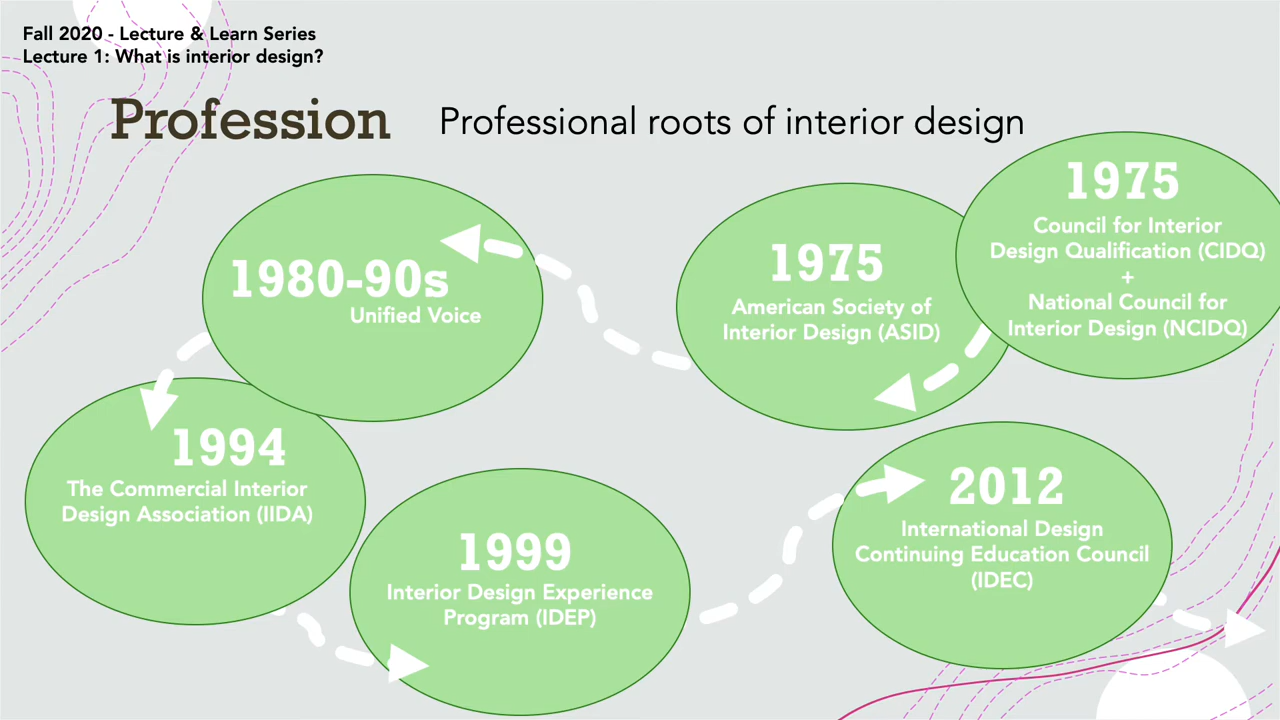 Fall 2020 - Lecture & Learn Series
Lecture 1: What is interior design?
Profession
Professional roots of interior design
1975
Council for Interior
Design Qualification (CIDQ)
+
National Council for
Interior Design (NCIDQ)
1975
American Society of
Interior Design (ASID)
1980-90s
Unified Voice
1994
The Commercial Interior
Design Association (IIDA)
1999
Interior Design Experience
Program (IDEP)
2012
International Design
Continuing Education Council
(IDEC)